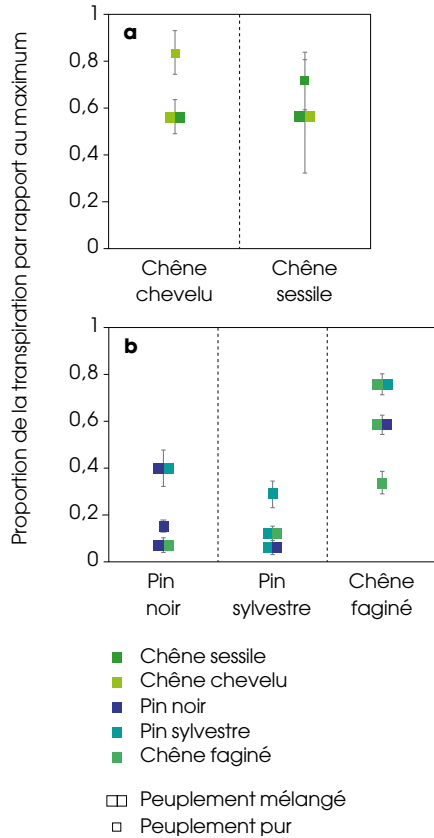 Proportion de la transpiration par rapport au maximum
a
1
0,8
0,6
0,4
0,2
0
Chêne
chevelu
Chêne
sessile
b
1
0,8
0,6
0,4
0,2
0
Pin
noir
Pin
sylvestre
Chêne
faginé
Chêne sessile
Chêne chevelu
Pin noir
Pin sylvestre
Chêne faginé
Peuplement mélangé
Peuplement pur